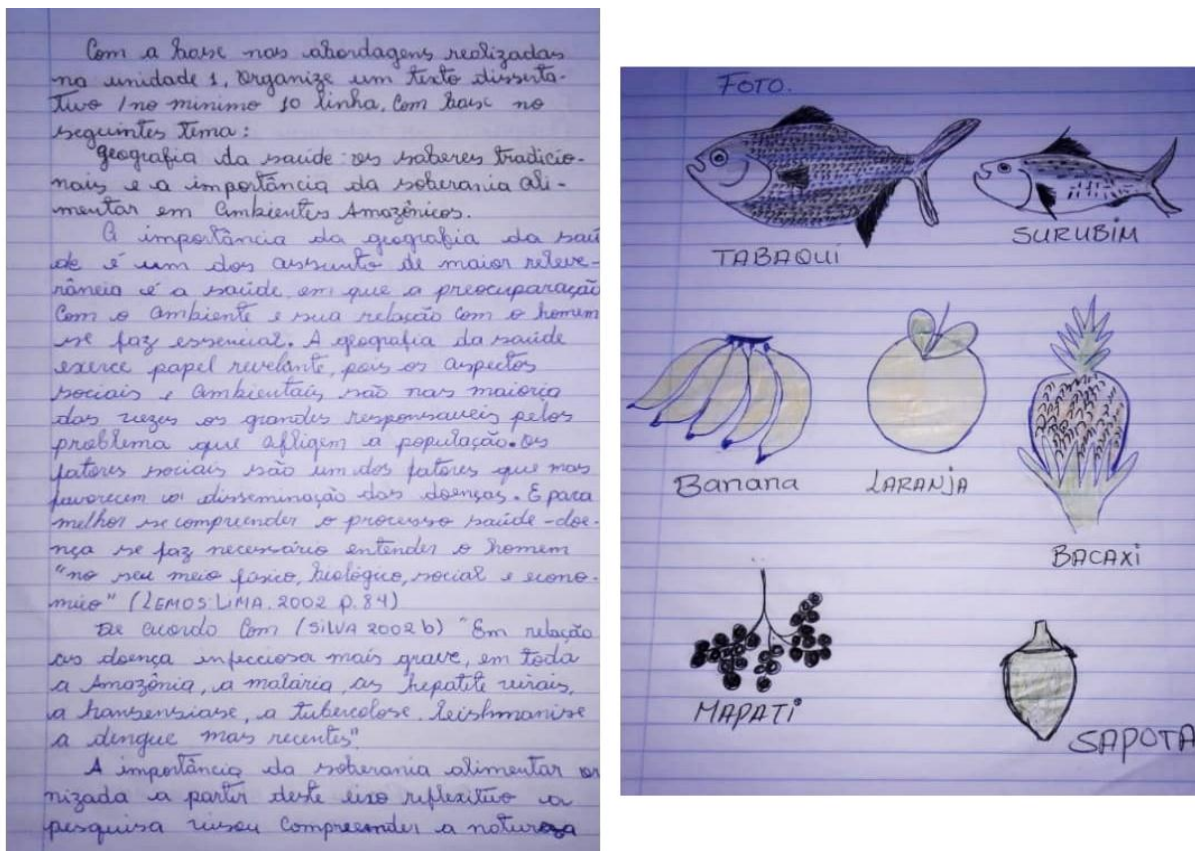 Com a base nas abordagens realizadas
na unidade 1, organize um texto disserta-
tivo / no minimo 10 linha, com base no
seguintes tema:
geografia da saúde: os saberes tradicio-
nais e a importância da soberania ali-
mentar em ambientes Amazônicos.
A importância da geografia da saú
de é um dos assunto de maior releve-
rância é a saúde, em que a preocuparação
com o ambiente e sua relação com o homem
se faz essencial. A geografia da saúde
exerce papel revelante, pois os aspectos
sociais e ambientais são nas maioria
das vezes os grandes responsaveis pelos
problema que afligem a população. os
fatores sociais são um dos fatores que mas
favorecem a disseminação das doenças. E para
melhor se compreender o processo saúde-doe-
nça se faz necessário entender o homem
"no seu meio fasico, biológico, social e econo-
mico" (LEMOS LIMA. 2002 p. 84)
De acordo com (SILVA 2002 b) "Em relação
as doença infecciosa mais grave, em toda
a Amazônia, a malária, as hepatite virais,
a hansensiase, a tubercolose, leishmanise
a dengue mas recentes"
A importância da soberania alimentar or
nizada a partir deste eixo reflexitivo a
pesquisa visou compreender a natureza
FOTO.
TABAQUI
SURUBIM
Banana
LARANJA
BACAXI
MAPATI
SAPOTA